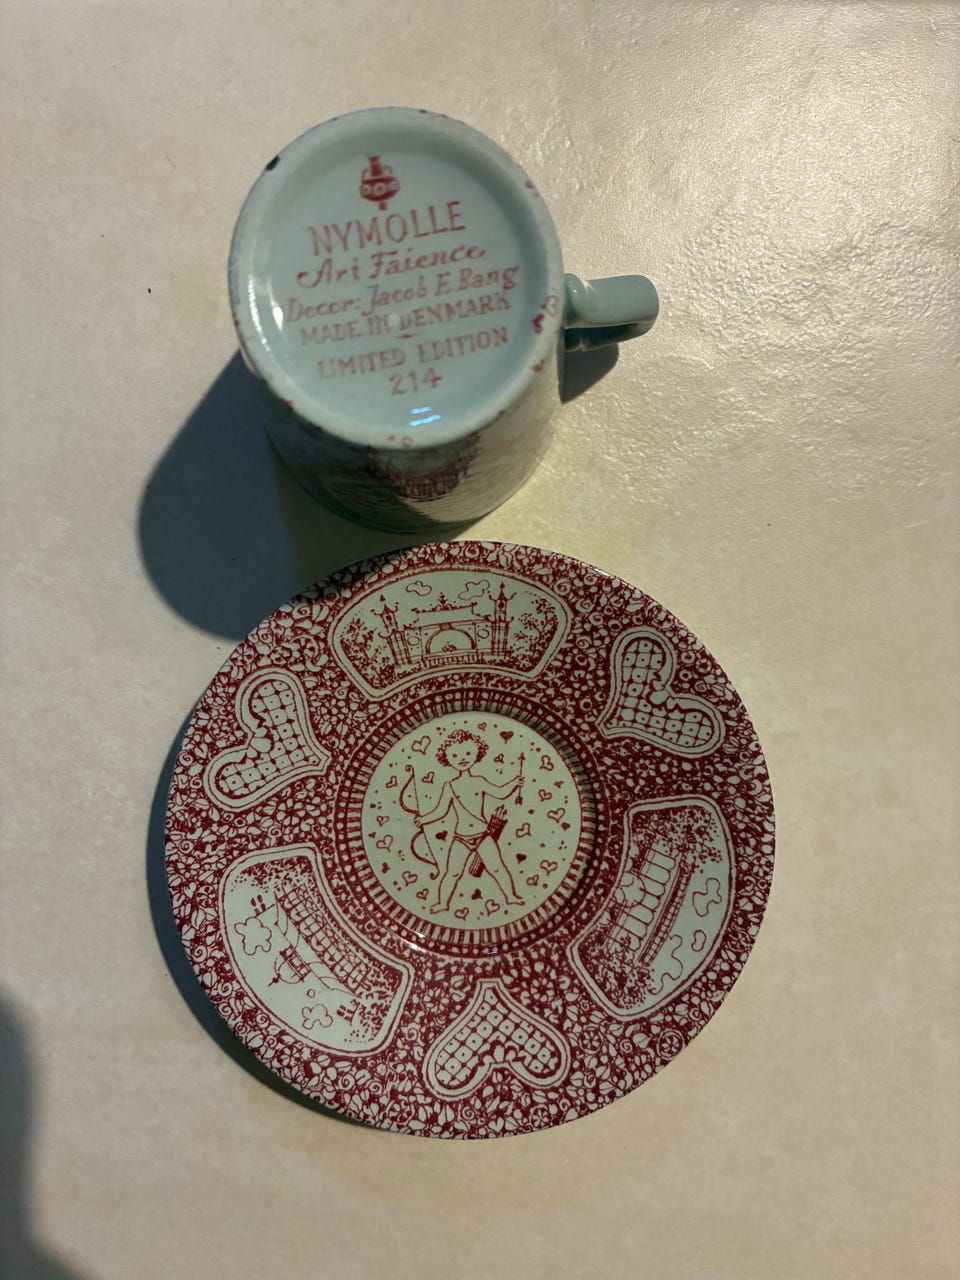 NYMOLLE
Art Faience
Decor: Jacob E. Bang
MADE IN DENMARK
LIMITED EDITION
214